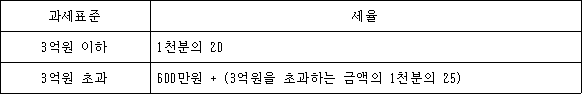 과세표준 세율
3억원 이하 1천분의 20
3억원 초과 600만원 + (3억원을 초과하는 금액의 1천분의 25)